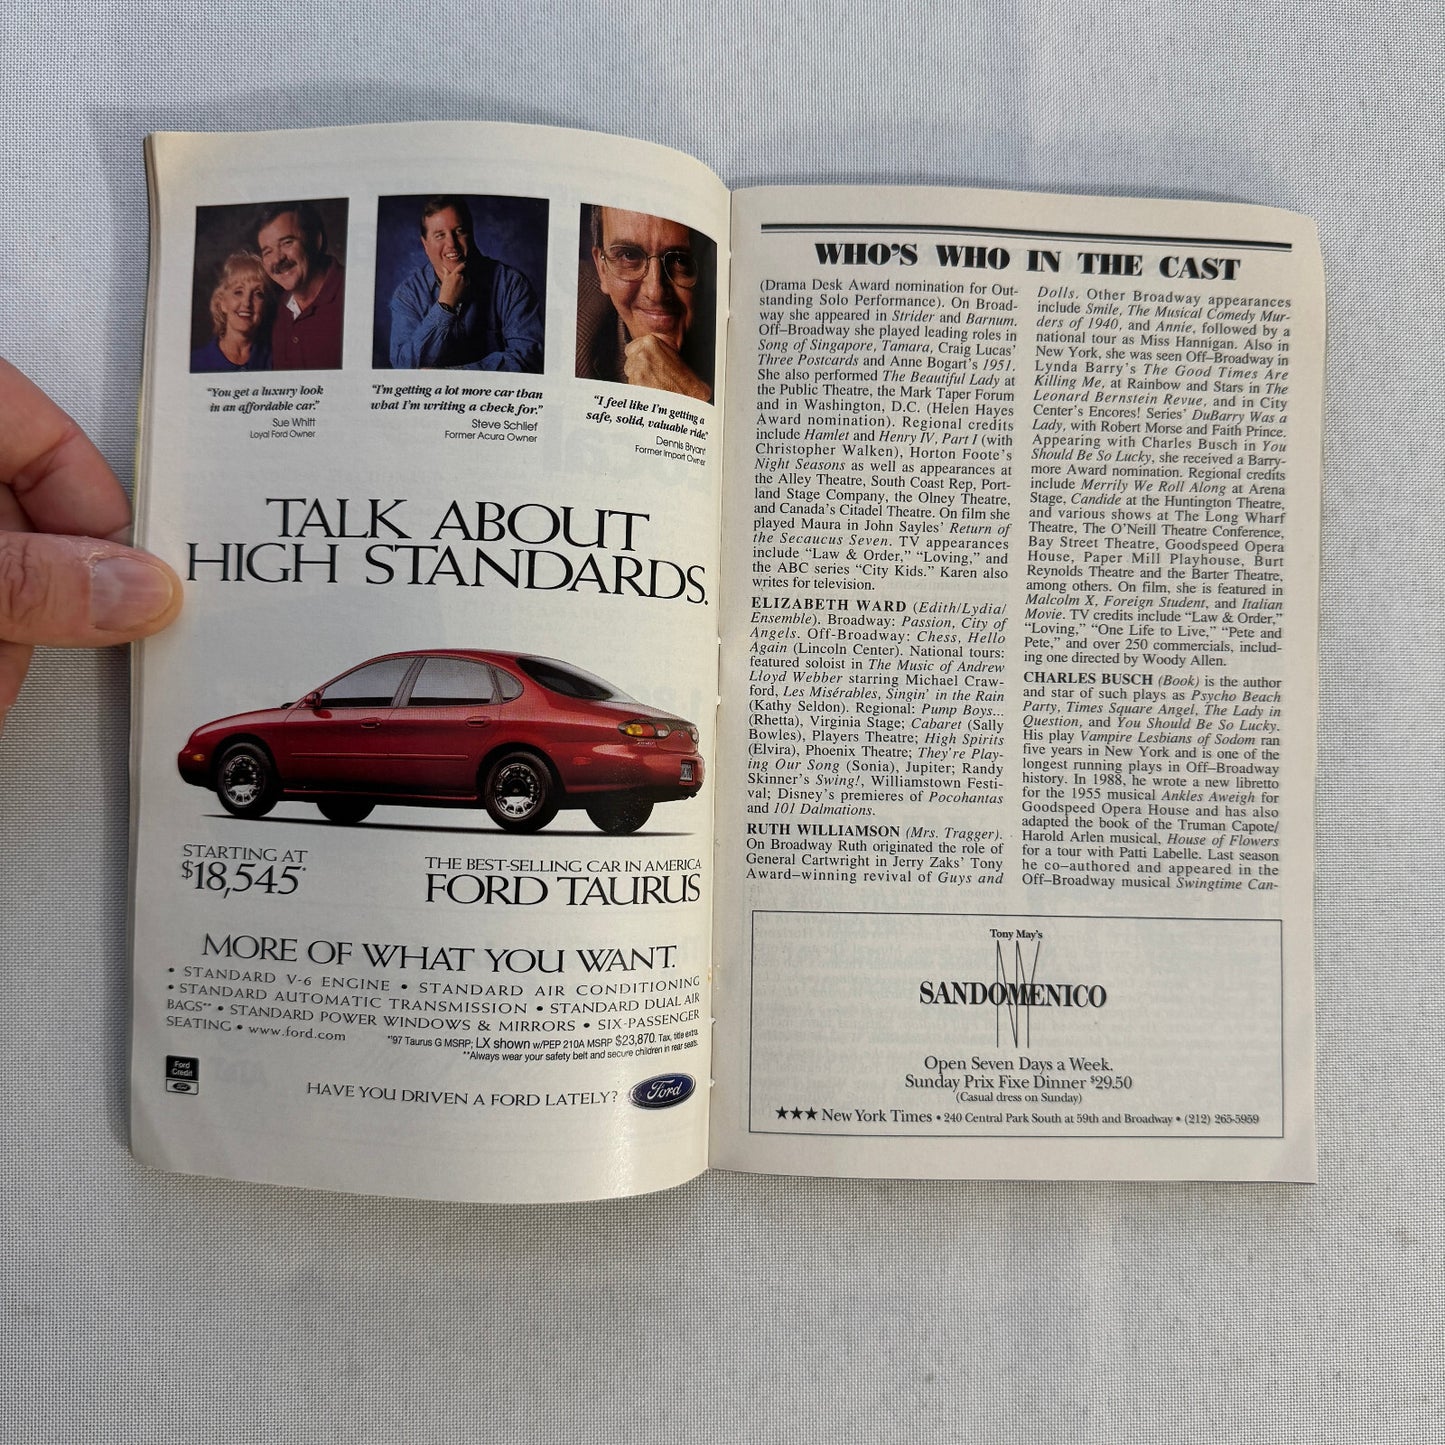 "You get a luxury look
in an affordable car."
Sue Whitt
Loyal Ford Owner
"I'm getting a lot more car than
what I'm writing a check for."
Steve Schlief
Former Acura Owner
"I feel like I'm getting a
safe, solid, valuable ride."
Dennis Bryant
Former Import Owner
TALK ABOUT
HIGH STANDARDS.
STARTING AT
$18,545*
THE BEST-SELLING CAR IN AMERICA
FORD TAURUS
MORE OF WHAT YOU WANT.
• STANDARD V-6 ENGINE • STANDARD AIR CONDITIONING
• STANDARD AUTOMATIC TRANSMISSION • STANDARD DUAL AIR
BAGS** • STANDARD POWER WINDOWS & MIRRORS • SIX-PASSENGER
SEATING • www.ford.com
*'97 Taurus G MSRP; LX shown w/PEP 210A MSRP $23,870. Tax, title extra.
**Always wear your safety belt and secure children in rear seats.
Ford
Credit
Ford
HAVE YOU DRIVEN A FORD LATELY?
Ford
WHO'S WHO IN THE CAST
(Drama Desk Award nomination for Out-
standing Solo Performance). On Broad-
way she appeared in Strider and Barnum.
Off–Broadway she played leading roles in
Song of Singapore, Tamara, Craig Lucas'
Three Postcards and Anne Bogart's 1951.
She also performed The Beautiful Lady at
the Public Theatre, the Mark Taper Forum
and in Washington, D.C. (Helen Hayes
Award nomination). Regional credits
include Hamlet and Henry IV, Part I (with
Christopher Walken), Horton Foote's
Night Seasons as well as appearances at
the Alley Theatre, South Coast Rep, Port-
land Stage Company, the Olney Theatre,
and Canada's Citadel Theatre. On film she
played Maura in John Sayles' Return of
the Secaucus Seven. TV appearances
include "Law & Order," "Loving," and
the ABC series "City Kids." Karen also
writes for television.
ELIZABETH WARD (Edith/Lydia/
Ensemble). Broadway: Passion, City of
Angels. Off-Broadway: Chess, Hello
Again (Lincoln Center). National tours:
featured soloist in The Music of Andrew
Lloyd Webber starring Michael Craw-
ford, Les Misérables, Singin' in the Rain
(Kathy Seldon). Regional: Pump Boys...
(Rhetta), Virginia Stage; Cabaret (Sally
Bowles), Players Theatre; High Spirits
(Elvira), Phoenix Theatre; They're Play-
ing Our Song (Sonia), Jupiter; Randy
Skinner's Swing!, Williamstown Festi-
val; Disney's premieres of Pocohantas
and 101 Dalmations.
RUTH WILLIAMSON (Mrs. Tragger).
On Broadway Ruth originated the role of
General Cartwright in Jerry Zaks' Tony
Award–winning revival of Guys and
Dolls. Other Broadway appearances
include Smile, The Musical Comedy Mur-
ders of 1940, and Annie, followed by a
national tour as Miss Hannigan. Also in
New York, she was seen Off–Broadway in
Lynda Barry's The Good Times Are
Killing Me, at Rainbow and Stars in The
Leonard Bernstein Revue, and in City
Center's Encores! Series' DuBarry Was a
Lady, with Robert Morse and Faith Prince.
Appearing with Charles Busch in You
Should Be So Lucky, she received a Barry-
more Award nomination. Regional credits
include Merrily We Roll Along at Arena
Stage, Candide at the Huntington Theatre,
and various shows at The Long Wharf
Theatre, The O'Neill Theatre Conference,
Bay Street Theatre, Goodspeed Opera
House, Paper Mill Playhouse, Burt
Reynolds Theatre and the Barter Theatre,
among others. On film, she is featured in
Malcolm X, Foreign Student, and Italian
Movie. TV credits include "Law & Order,"
"Loving," "One Life to Live," "Pete and
Pete," and over 250 commercials, includ-
ing one directed by Woody Allen.
CHARLES BUSCH (Book) is the author
and star of such plays as Psycho Beach
Party, Times Square Angel, The Lady in
Question, and You Should Be So Lucky.
His play Vampire Lesbians of Sodom ran
five years in New York and is one of the
longest running plays in Off–Broadway
history. In 1988, he wrote a new libretto
for the 1955 musical Ankles Aweigh for
Goodspeed Opera House and has also
adapted the book of the Truman Capote/
Harold Arlen musical, House of Flowers
for a tour with Patti Labelle. Last season
he co–authored and appeared in the
Off–Broadway musical Swingtime Can-
Tony May's
SANDOMENICO
Open Seven Days a Week.
Sunday Prix Fixe Dinner $29.50
(Casual dress on Sunday)
★★★ New York Times • 240 Central Park South at 59th and Broadway • (212) 265-5959